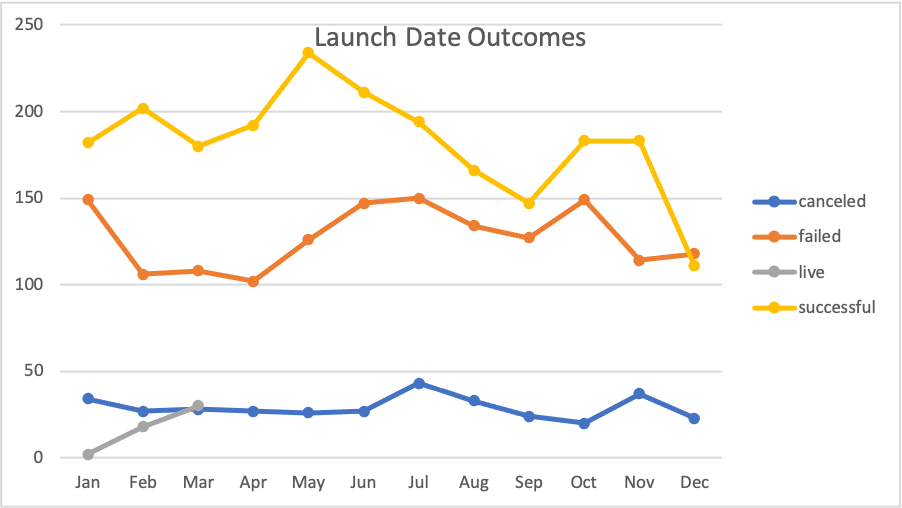 Launch Date Outcomes
250
200
150
100
50
0
Jan Feb Mar Apr May Jun Jul Aug Sep Oct Nov Dec
canceled
failed
live
successful